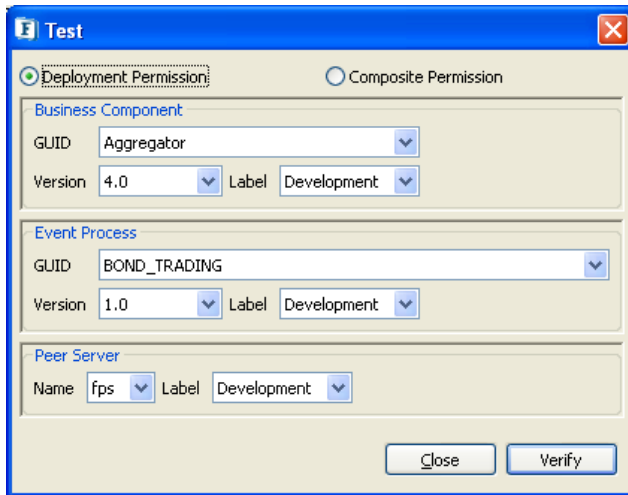 Test
Deployment Permission Composite Permission
Business Component
GUID Aggregator
Version 4.0 Label Development
Event Process
GUID BOND_TRADING
Version 1.0 Label Development
Peer Server
Name fps Label Development
Close Verify